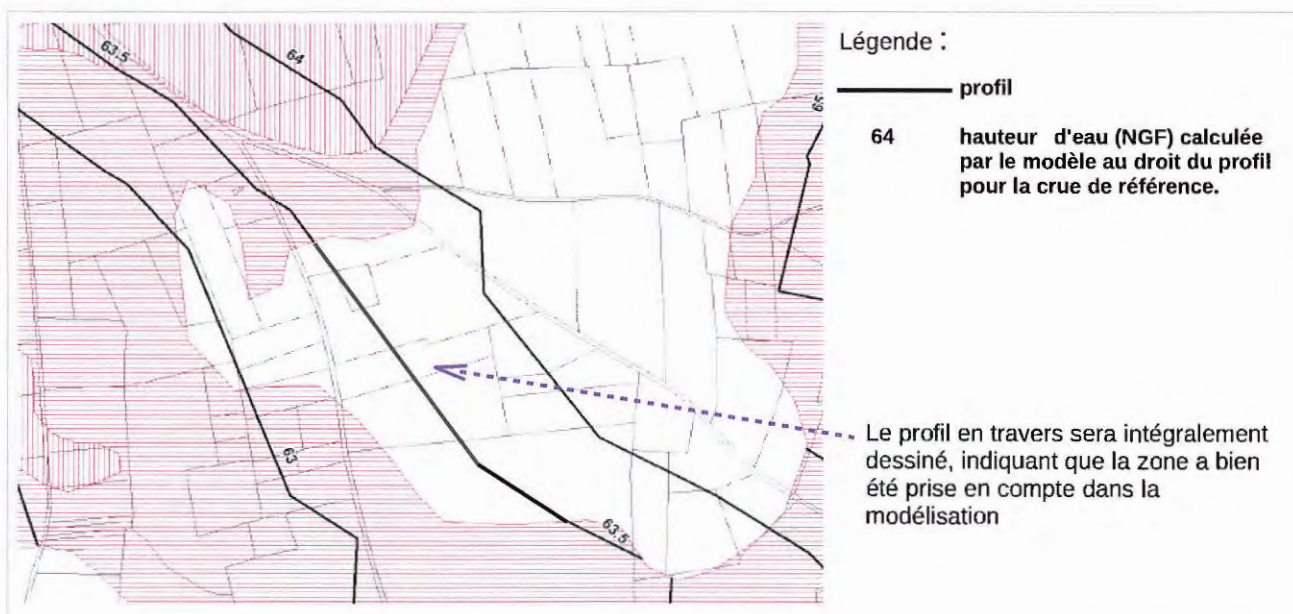 63.5
64
65
63
63.5
Légende :
profil
64 hauteur d'eau (NGF) calculée
par le modèle au droit du profil
pour la crue de référence.
Le profil en travers sera intégralement
dessiné, indiquant que la zone a bien
été prise en compte dans la
modélisation